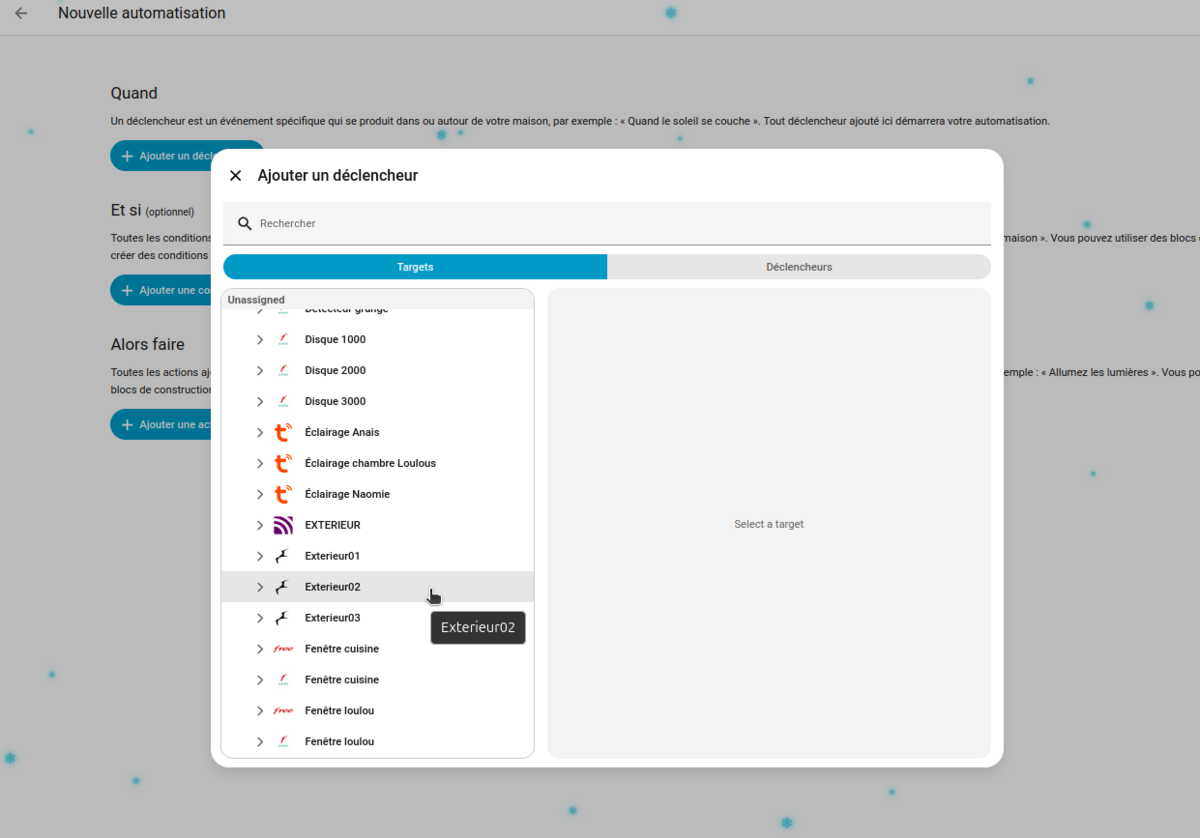 Nouvelle automatisation
Quand
Un déclencheur est un événement spécifique qui se produit dans ou autour de votre maison, par exemple : « Quand le soleil se couche ». Tout déclencheur ajouté ici démarrera votre automatisation.
Ajouter un décl
Ajouter un déclencheur
Et si (optionnel)
Rechercher
Toutes les conditions
maison ». Vous pouvez utiliser des blocs
créer des conditions
Targets
Déclencheurs
Ajouter une co
Unassigned
Détecteur grange
Disque 1000
Alors faire
Disque 2000
Toutes les actions aj
emple : « Allumez les lumières ». Vous po
blocs de construction
Disque 3000
Ajouter une ac
Éclairage Anais
Éclairage chambre Loulous
Éclairage Naomie
EXTERIEUR
Select a target
Exterieur01
Exterieur02
Exterieur03
Exterieur02
free Fenêtre cuisine
Fenêtre cuisine
free Fenêtre loulou
Fenêtre loulou